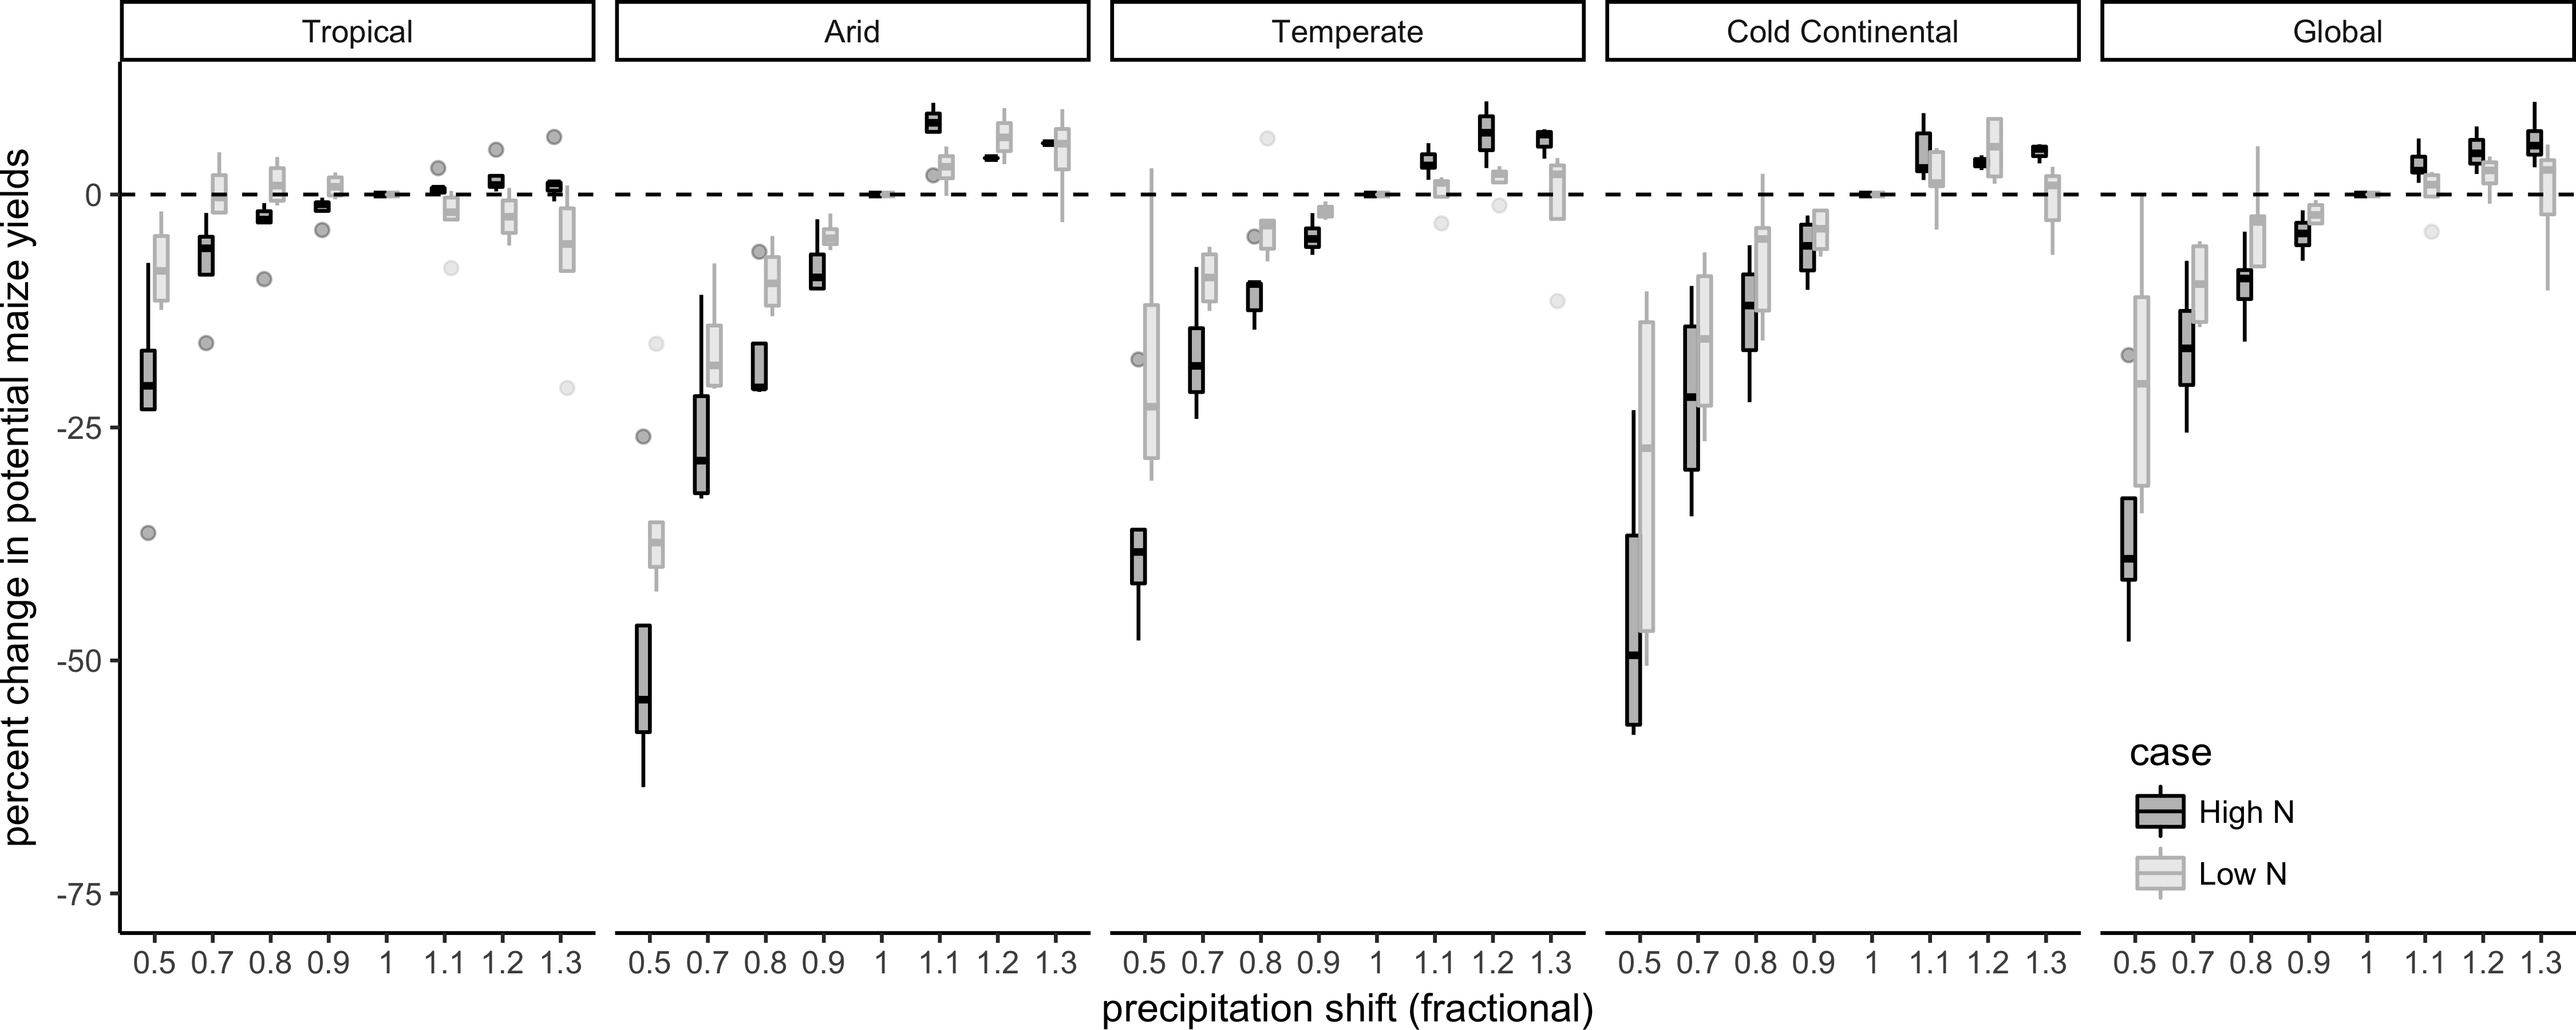 Tropical
Arid
Temperate
Cold Continental
Global
percent change in potential maize yields
0
-25
-50
-75
case
High N
Low N
0.5 0.7 0.8 0.9 1 1.1 1.2 1.3
0.5 0.7 0.8 0.9 1 1.1 1.2 1.3
0.5 0.7 0.8 0.9 1 1.1 1.2 1.3
0.5 0.7 0.8 0.9 1 1.1 1.2 1.3
0.5 0.7 0.8 0.9 1 1.1 1.2 1.3
precipitation shift (fractional)